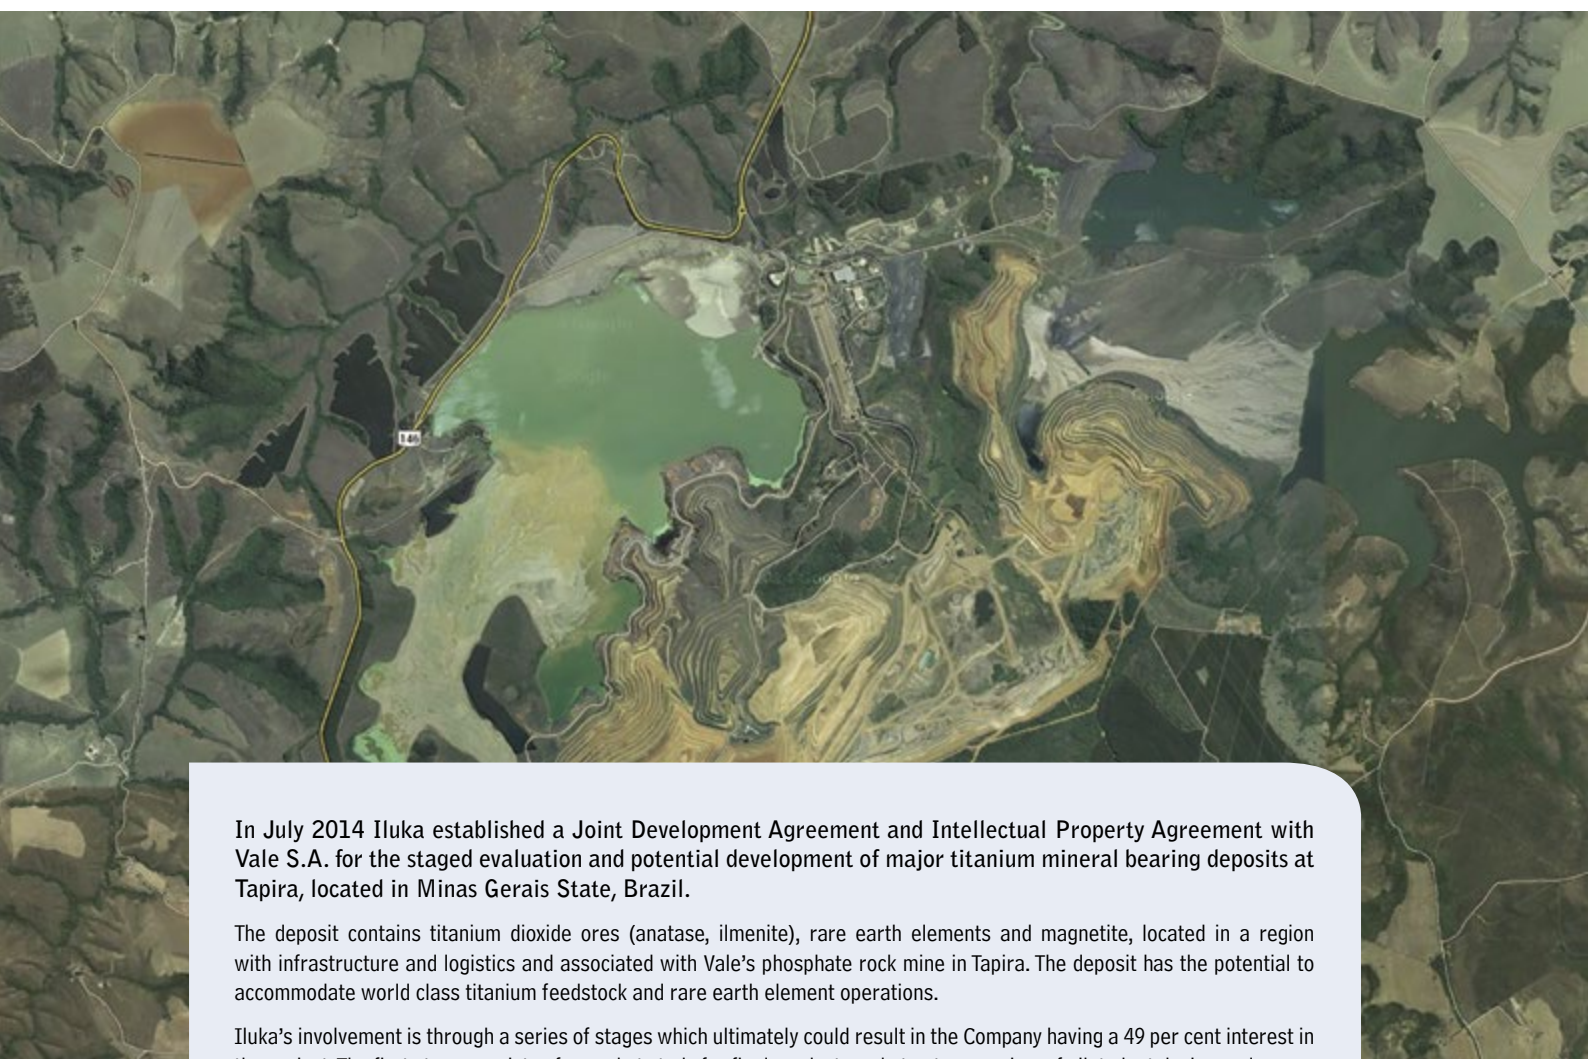 146
In July 2014 Iluka established a Joint Development Agreement and Intellectual Property Agreement with
Vale S.A. for the staged evaluation and potential development of major titanium mineral bearing deposits at
Tapira, located in Minas Gerais State, Brazil.
The deposit contains titanium dioxide ores (anatase, ilmenite), rare earth elements and magnetite, located in a region
with infrastructure and logistics and associated with Vale’s phosphate rock mine in Tapira. The deposit has the potential to
accommodate world class titanium feedstock and rare earth element operations.
Iluka’s involvement is through a series of stages which ultimately could result in the Company having a 49 per cent interest in